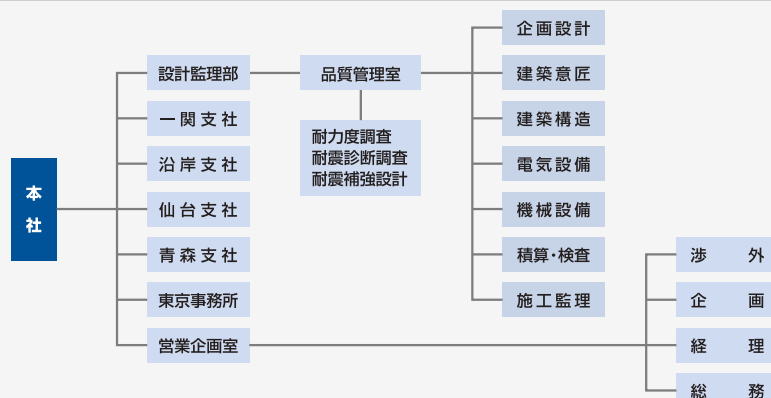 本社
設計監理部
一関支社
沿岸支社
仙台支社
青森支社
東京事務所
営業企画室
品質管理室
耐力度調査
耐震診断調査
耐震補強設計
企画設計
建築意匠
建築構造
電気設備
機械設備
積算・検査
施工監理
渉外
企画
経理
総務